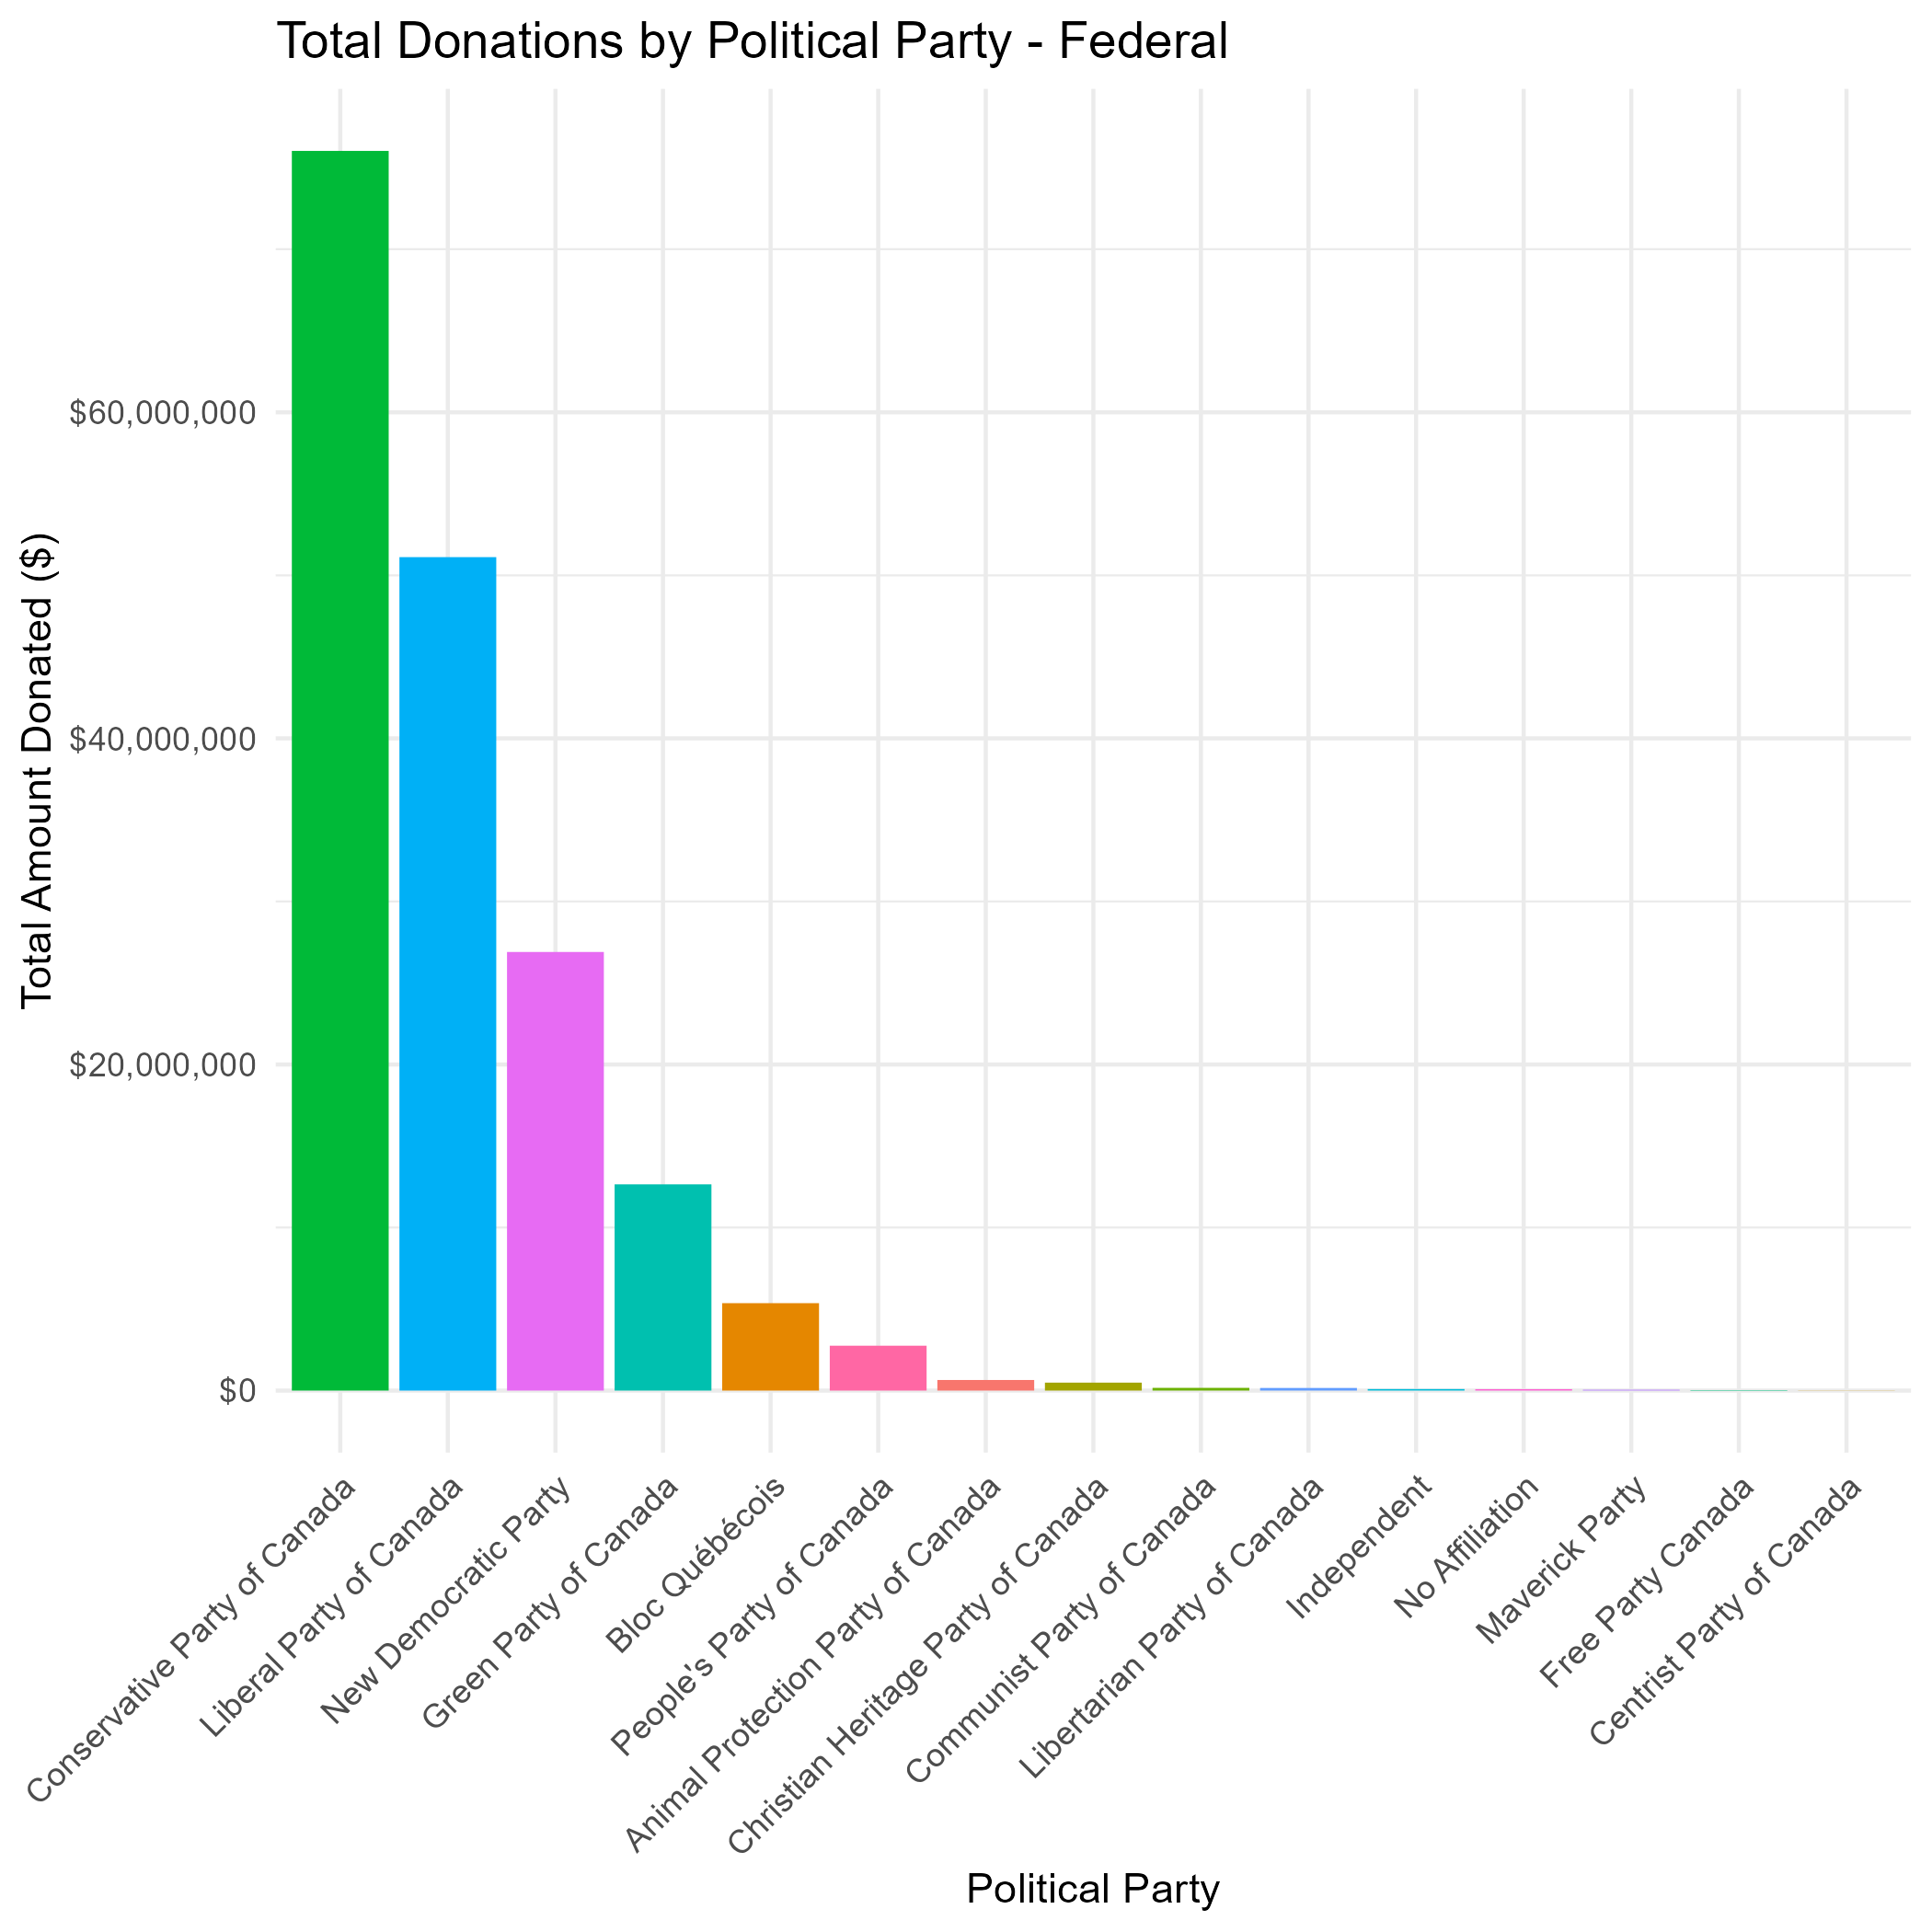 Total Donations by Political Party - Federal
Total Amount Donated ($)
$60,000,000
$40,000,000
$20,000,000
$0
Conservative Party of Canada
Liberal Party of Canada
New Democratic Party
Green Party of Canada
Bloc Québécois
People's Party of Canada
Animal Protection Party of Canada
Christian Heritage Party of Canada
Communist Party of Canada
Libertarian Party of Canada
Independent
No Affiliation
Maverick Party
Free Party Canada
Centrist Party of Canada
Political Party